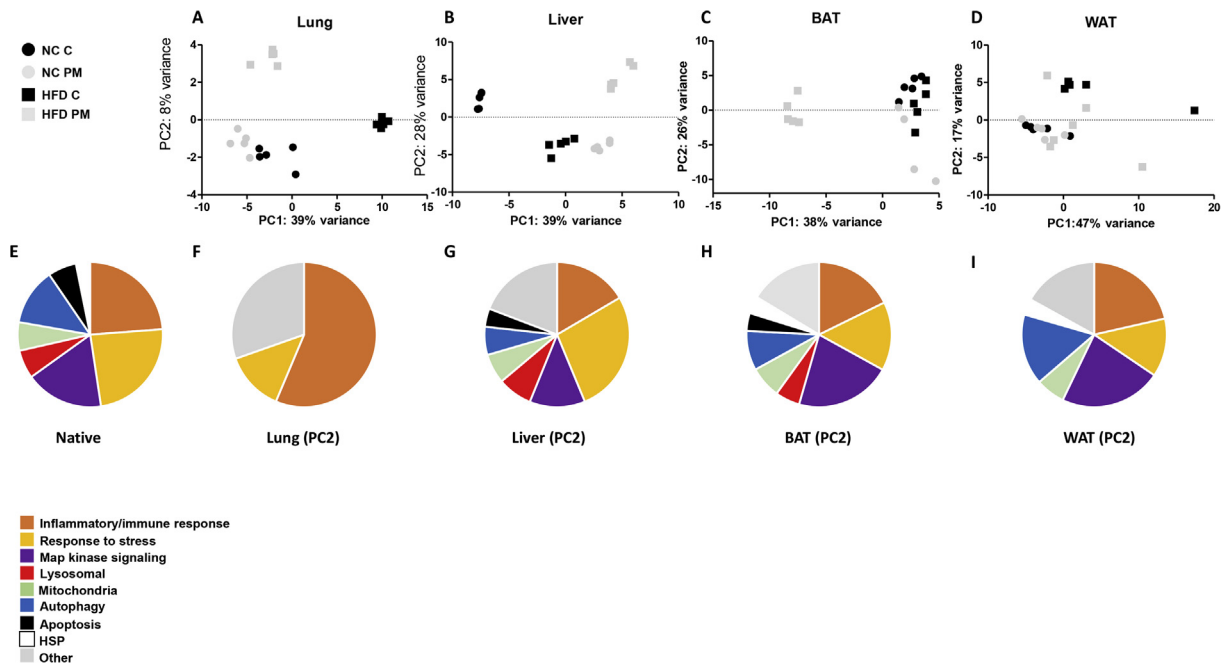 NC C
NC PM
HFD C
HFD PM
A
Lung
PC2: 8% variance
4
2
0
-2
-4
-10
-5
0
5
10
15
PC1: 39% variance
B
Liver
PC2: 28% variance
10
5
0
-5
-10
-10
-5
0
5
10
PC1: 39% variance
C
BAT
PC2: 26% variance
10
5
0
-5
-10
-15
-10
-5
0
5
PC1: 38% variance
D
WAT
PC2: 17% variance
10
5
0
-5
-10
-10
0
10
20
PC1:47% variance
E
Native
F
Lung (PC2)
G
Liver (PC2)
H
BAT (PC2)
I
WAT (PC2)
Inflammatory/immune response
Response to stress
Map kinase signaling
Lysosomal
Mitochondria
Autophagy
Apoptosis
HSP
Other